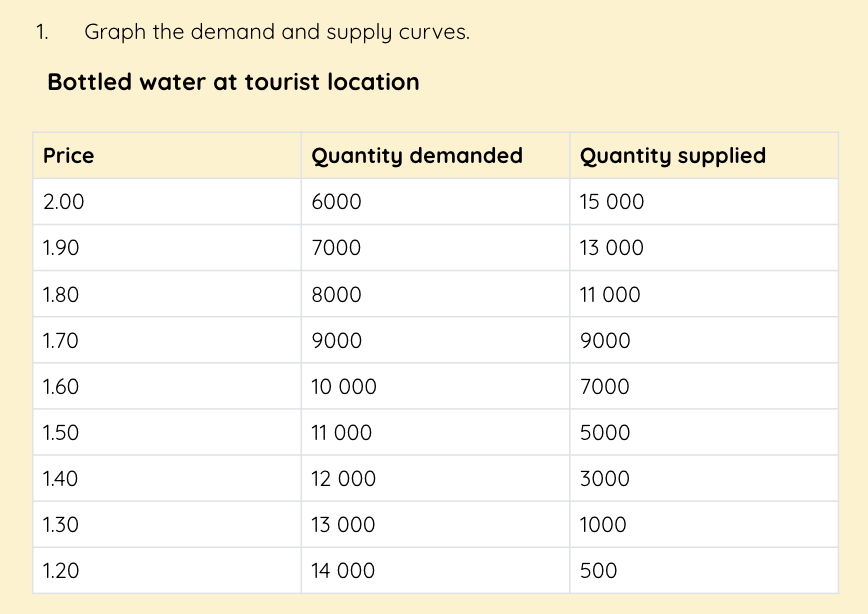 1. Graph the demand and supply curves.
Bottled water at tourist location
Price Quantity demanded Quantity supplied
2.00 6000 15 000
1.90 7000 13 000
1.80 8000 11 000
1.70 9000 9000
1.60 10 000 7000
1.50 11 000 5000
1.40 12 000 3000
1.30 13 000 1000
1.20 14 000 500